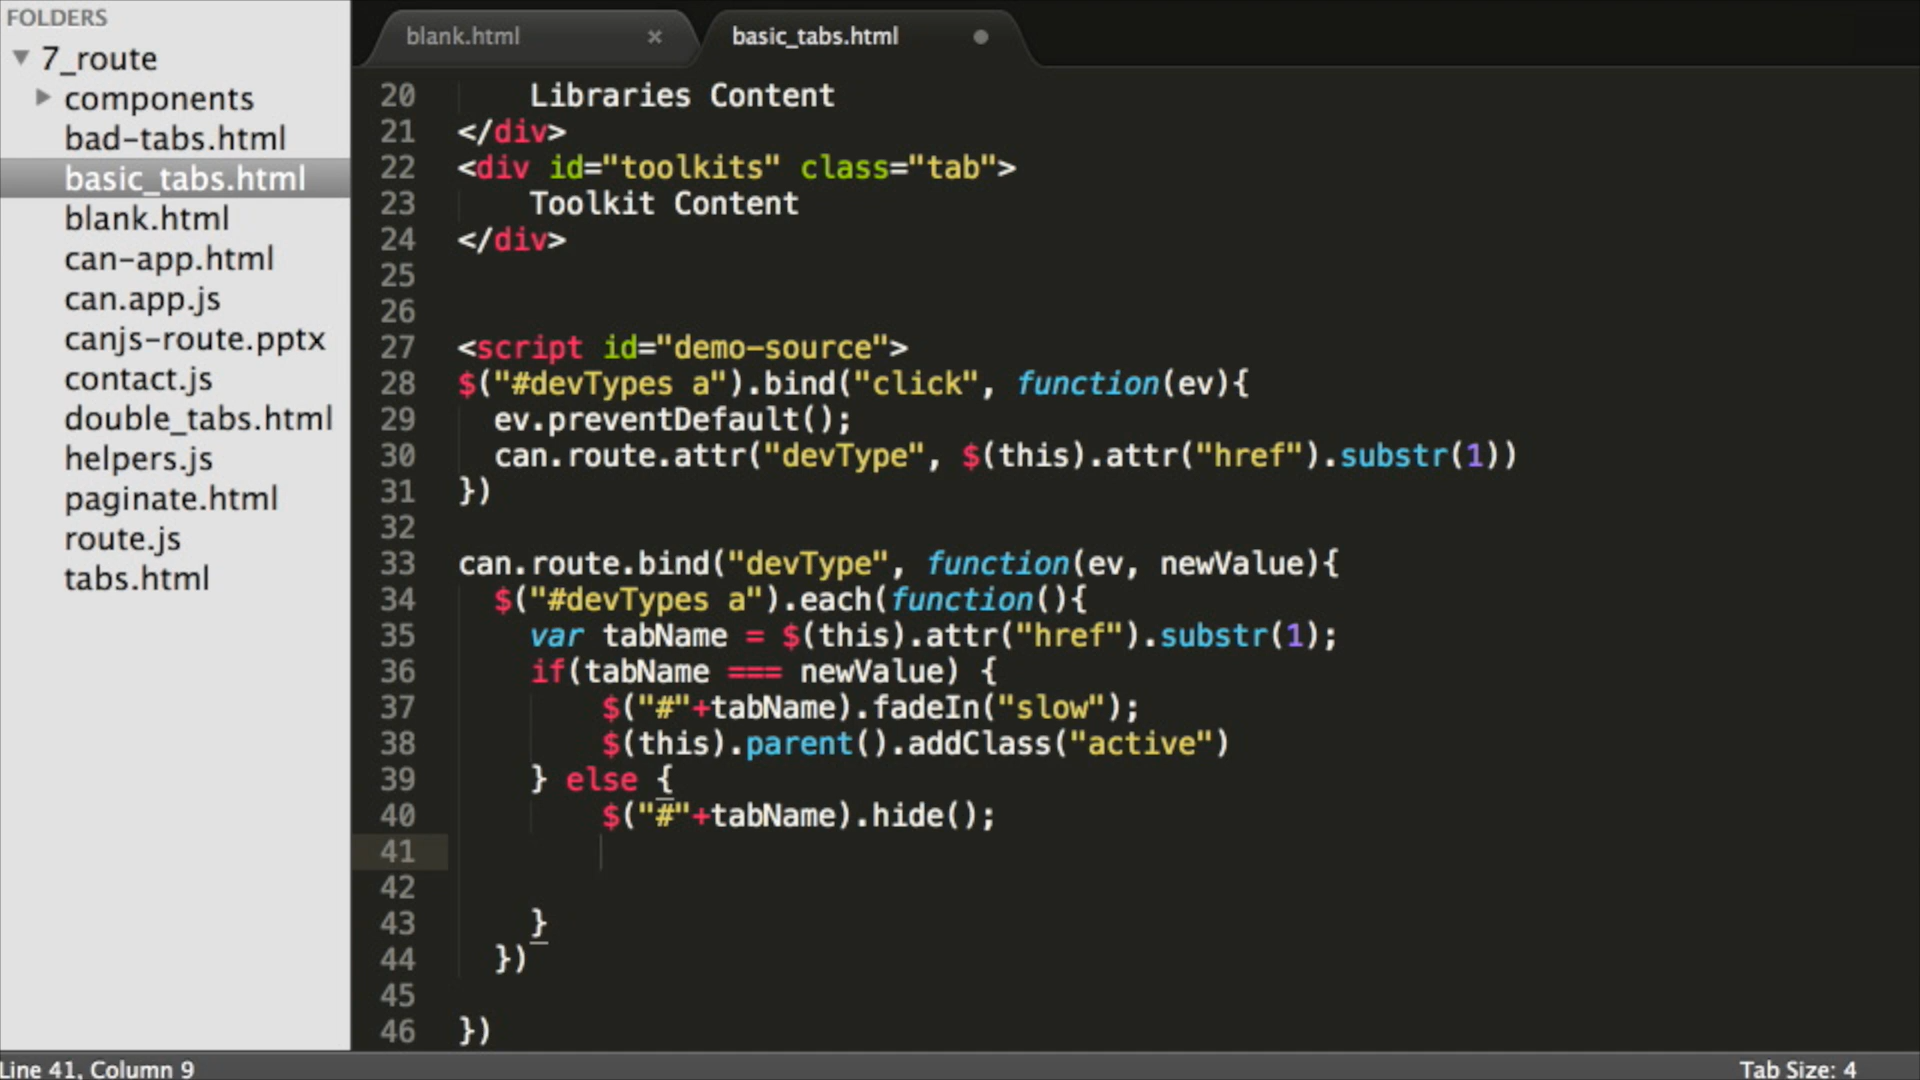 FOLDERS
7_route
components
bad-tabs.html
basic_tabs.html
blank.html
can-app.html
can.app.js
canjs-route.pptx
contact.js
double_tabs.html
helpers.js
paginate.html
route.js
tabs.html
blank.html ×
basic_tabs.html
20 Libraries Content
21 </div>
22 <div id="toolkits" class="tab">
23 Toolkit Content
24 </div>
25
26
27 <script id="demo-source">
28 $("#devTypes a").bind("click", function(ev){
29 ev.preventDefault();
30 can.route.attr("devType", $(this).attr("href").substr(1))
31 })
32
33 can.route.bind("devType", function(ev, newValue){
34 $("#devTypes a").each(function(){
35 var tabName = $(this).attr("href").substr(1);
36 if(tabName === newValue) {
37 $("#"+tabName).fadeIn("slow");
38 $(this).parent().addClass("active")
39 } else {
40 $("#"+tabName).hide();
41
42
43 }
44 })
45
46 })
Line 41, Column 9
Tab Size: 4